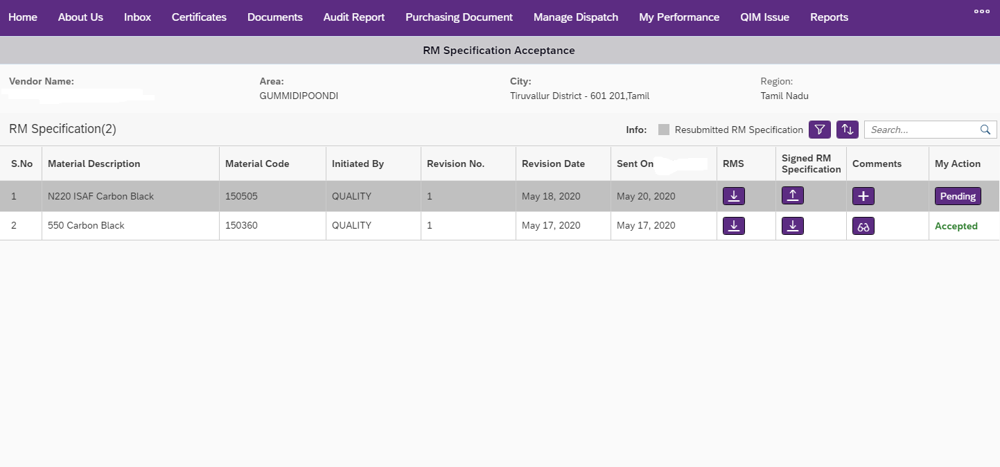 Home About Us Inbox Certificates Documents Audit Report Purchasing Document Manage Dispatch My Performance QIM Issue Reports
RM Specification Acceptance
Vendor Name: Area: City: Region:
GUMMIDIPOONDI Tiruvallur District - 601 201,Tamil Tamil Nadu
RM Specification(2) Info: Resubmitted RM Specification Search...
S.No Material Description Material Code Initiated By Revision No. Revision Date Sent On RMS Signed RM Specification Comments My Action
1 N220 ISAF Carbon Black 150505 QUALITY 1 May 18, 2020 May 20, 2020 Pending
2 550 Carbon Black 150360 QUALITY 1 May 17, 2020 May 17, 2020 Accepted